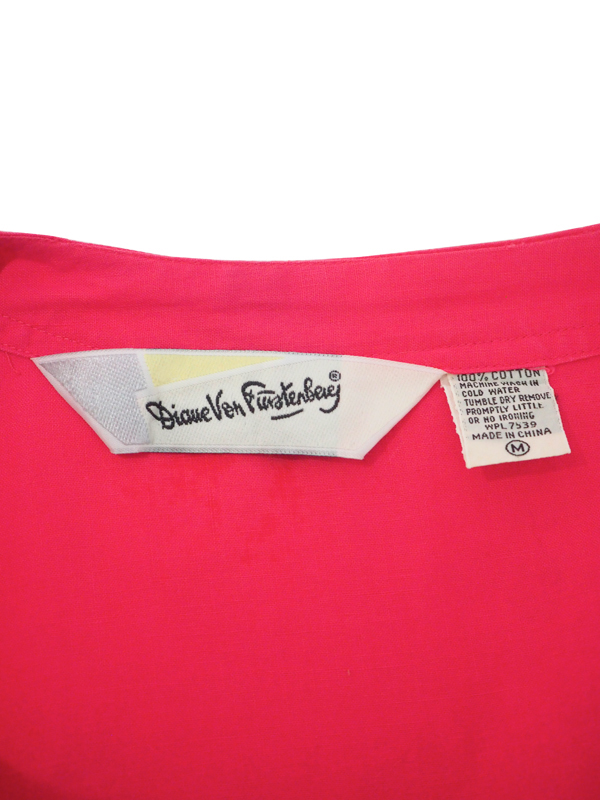 Diane Von Fürstenberg ®
100% COTTON
MACHINE WASH IN
COLD WATER
TUMBLE DRY REMOVE
PROMPTLY LITTLE
OR NO IRONING
WPL 7539
MADE IN CHINA
M